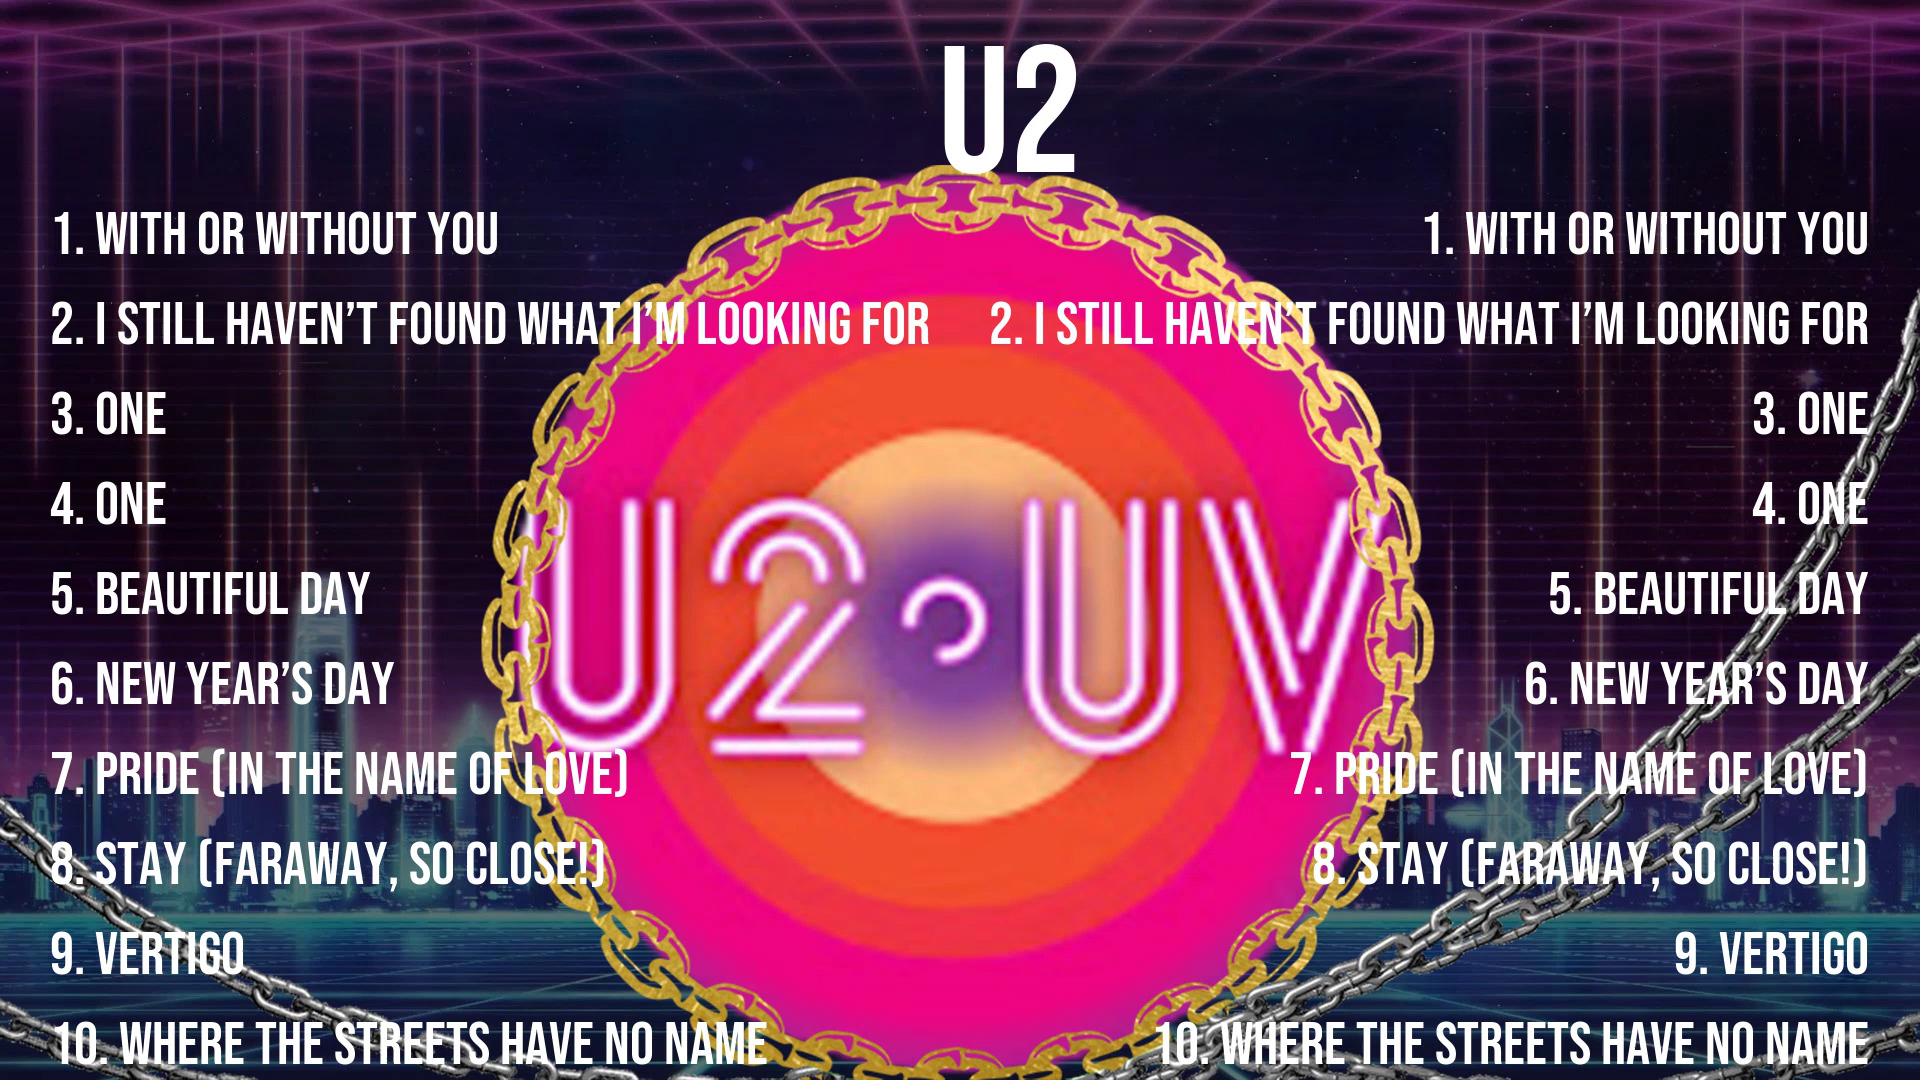 U2
1. WITH OR WITHOUT YOU
2. I STILL HAVEN’T FOUND WHAT I’M LOOKING FOR
3. ONE
4. ONE
5. BEAUTIFUL DAY
6. NEW YEAR’S DAY
7. PRIDE (IN THE NAME OF LOVE)
8. STAY (FARAWAY, SO CLOSE!)
9. VERTIGO
10. WHERE THE STREETS HAVE NO NAME
U2 UV
1. WITH OR WITHOUT YOU
2. I STILL HAVEN’T FOUND WHAT I’M LOOKING FOR
3. ONE
4. ONE
5. BEAUTIFUL DAY
6. NEW YEAR’S DAY
7. PRIDE (IN THE NAME OF LOVE)
8. STAY (FARAWAY, SO CLOSE!)
9. VERTIGO
10. WHERE THE STREETS HAVE NO NAME